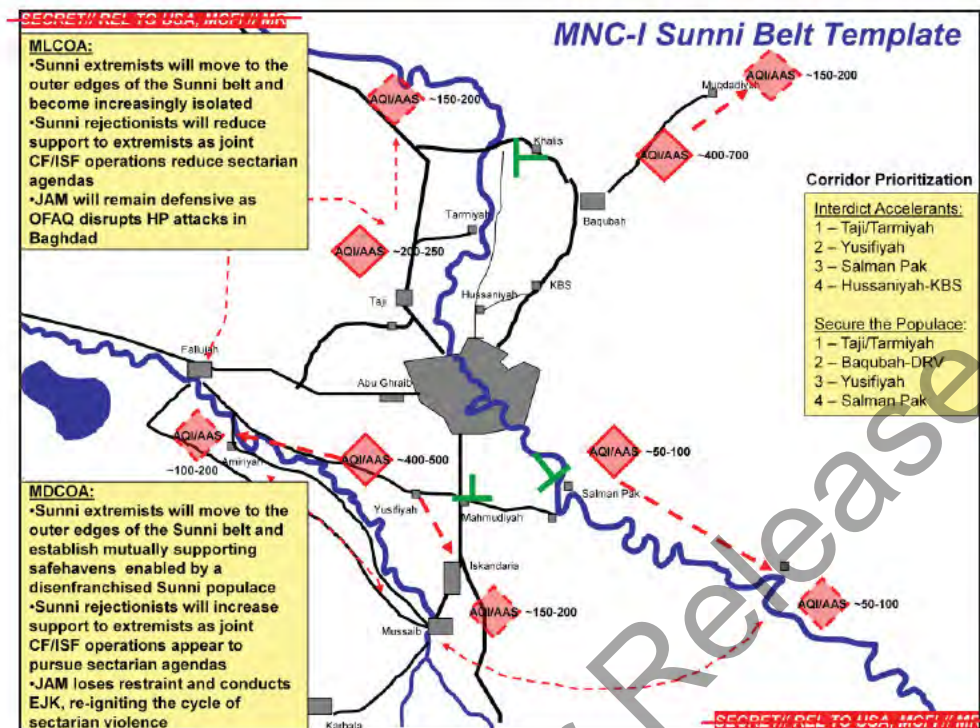 SECRET// REL TO USA, MCFI // MR
MNC-I Sunni Belt Template
MLCOA:
•Sunni extremists will move to the
outer edges of the Sunni belt and
become increasingly isolated
•Sunni rejectionists will reduce
support to extremists as joint
CF/ISF operations reduce sectarian
agendas
•JAM will remain defensive as
OFAQ disrupts HP attacks in
Baghdad
AQI/AAS ~150-200
Muqdadiyah
AQI/AAS ~150-200
Khalis
AQI/AAS ~400-700
Baqubah
Tarmiyah
AQI/AAS ~200-250
Taji
Hussaniyah
KBS
Corridor Prioritization
Interdict Accelerants:
1 – Taji/Tarmiyah
2 – Yusifiyah
3 – Salman Pak
4 – Hussaniyah-KBS
Secure the Populace:
1 – Taji/Tarmiyah
2 – Baqubah-DRV
3 – Yusifiyah
4 – Salman Pak
Fallujah
Abu Ghraib
AQI/AAS
~100-200
Amiriyah
AQI/AAS ~400-500
AQI/AAS ~50-100
Yusifiyah
Mahmudiyah
Salman Pak
Iskandaria
AQI/AAS ~150-200
AQI/AAS ~50-100
Mussaib
Karbala
MDCOA:
•Sunni extremists will move to the
outer edges of the Sunni belt and
establish mutually supporting
safehavens enabled by a
disenfranchised Sunni populace
•Sunni rejectionists will increase
support to extremists as joint
CF/ISF operations appear to
pursue sectarian agendas
•JAM loses restraint and conducts
EJK, re-igniting the cycle of
sectarian violence
SECRET// REL TO USA, MCFI // MR
Release